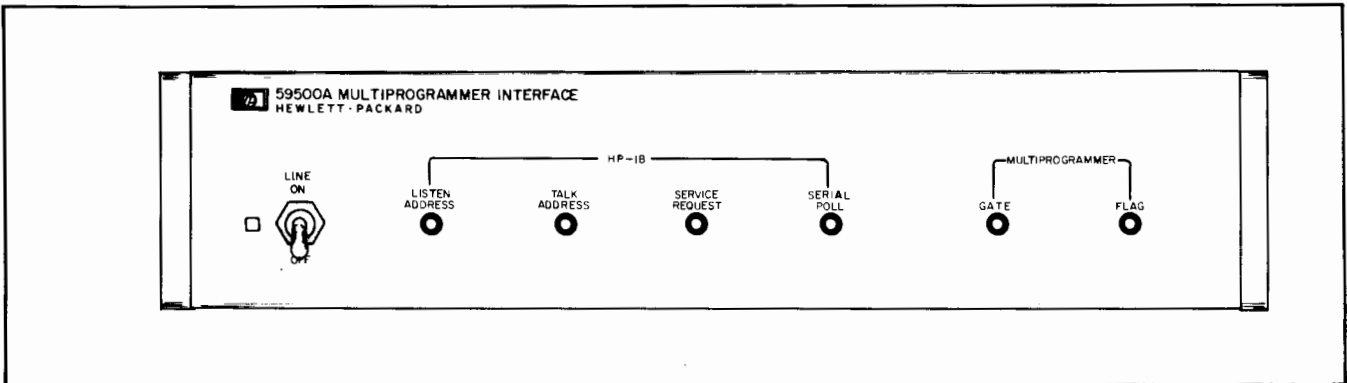 59500A MULTIPROGRAMMER INTERFACE
HEWLETT·PACKARD
HP-IB
MULTIPROGRAMMER
LINE
ON
OFF
LISTEN
ADDRESS
TALK
ADDRESS
SERVICE
REQUEST
SERIAL
POLL
GATE
FLAG